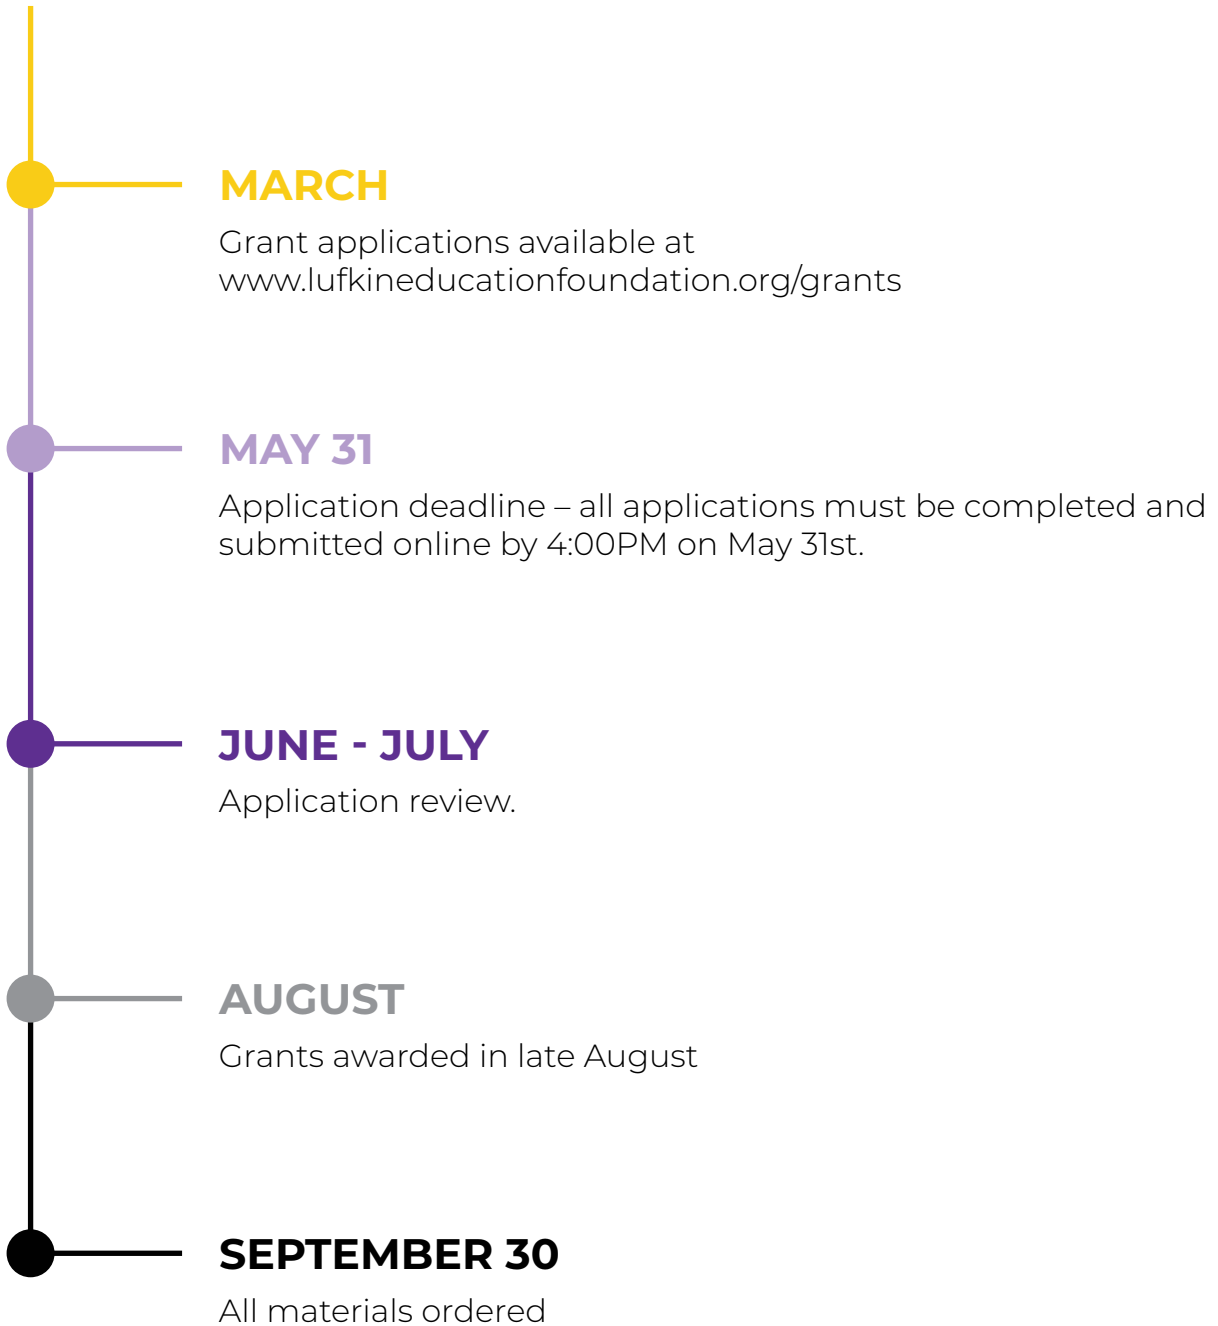 MARCH
Grant applications available at
www.lufkineducationfoundation.org/grants
MAY 31
Application deadline – all applications must be completed and
submitted online by 4:00PM on May 31st.
JUNE - JULY
Application review.
AUGUST
Grants awarded in late August
SEPTEMBER 30
All materials ordered